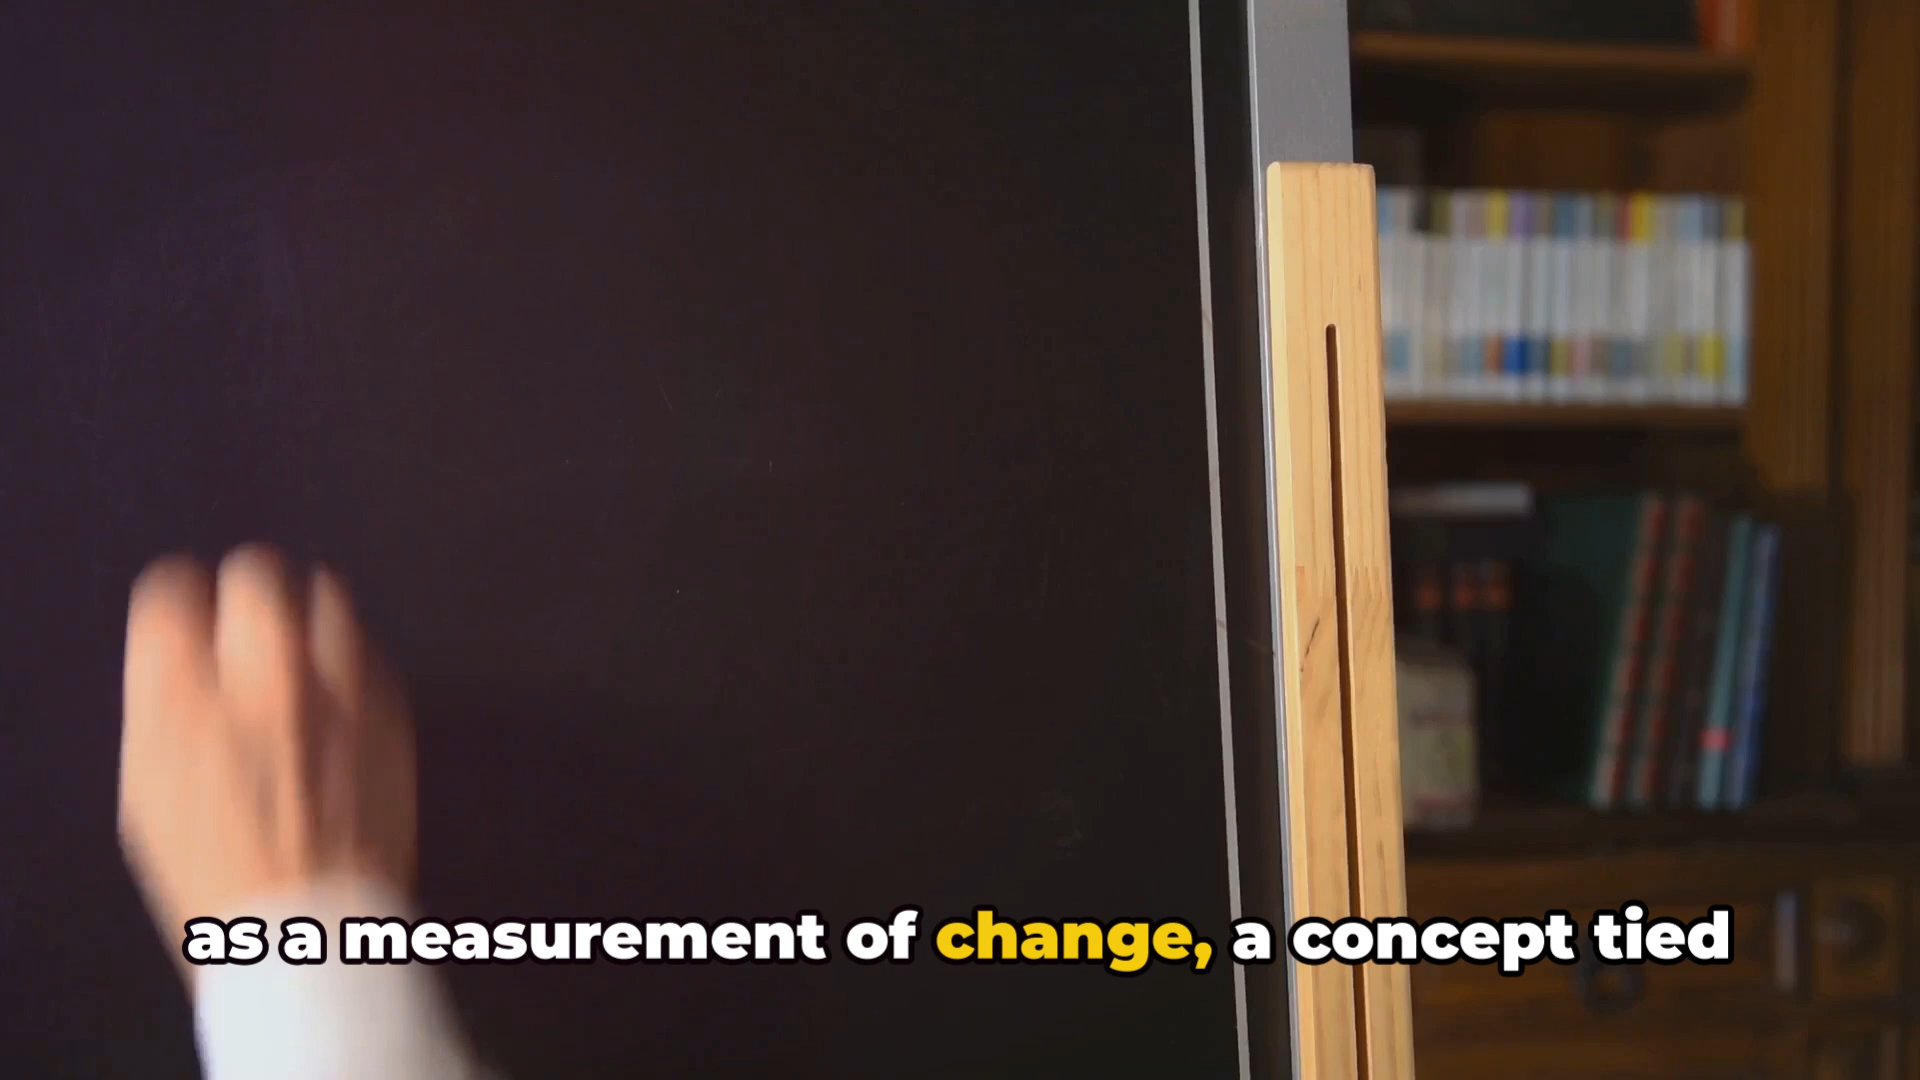 as a measurement of change, a concept tied